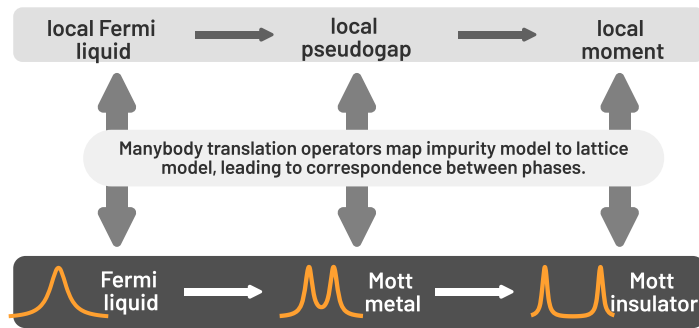 local Fermi
liquid
local
pseudogap
local
moment
Manybody translation operators map impurity model to lattice
model, leading to correspondence between phases.
Fermi
liquid
Mott
metal
Mott
insulator